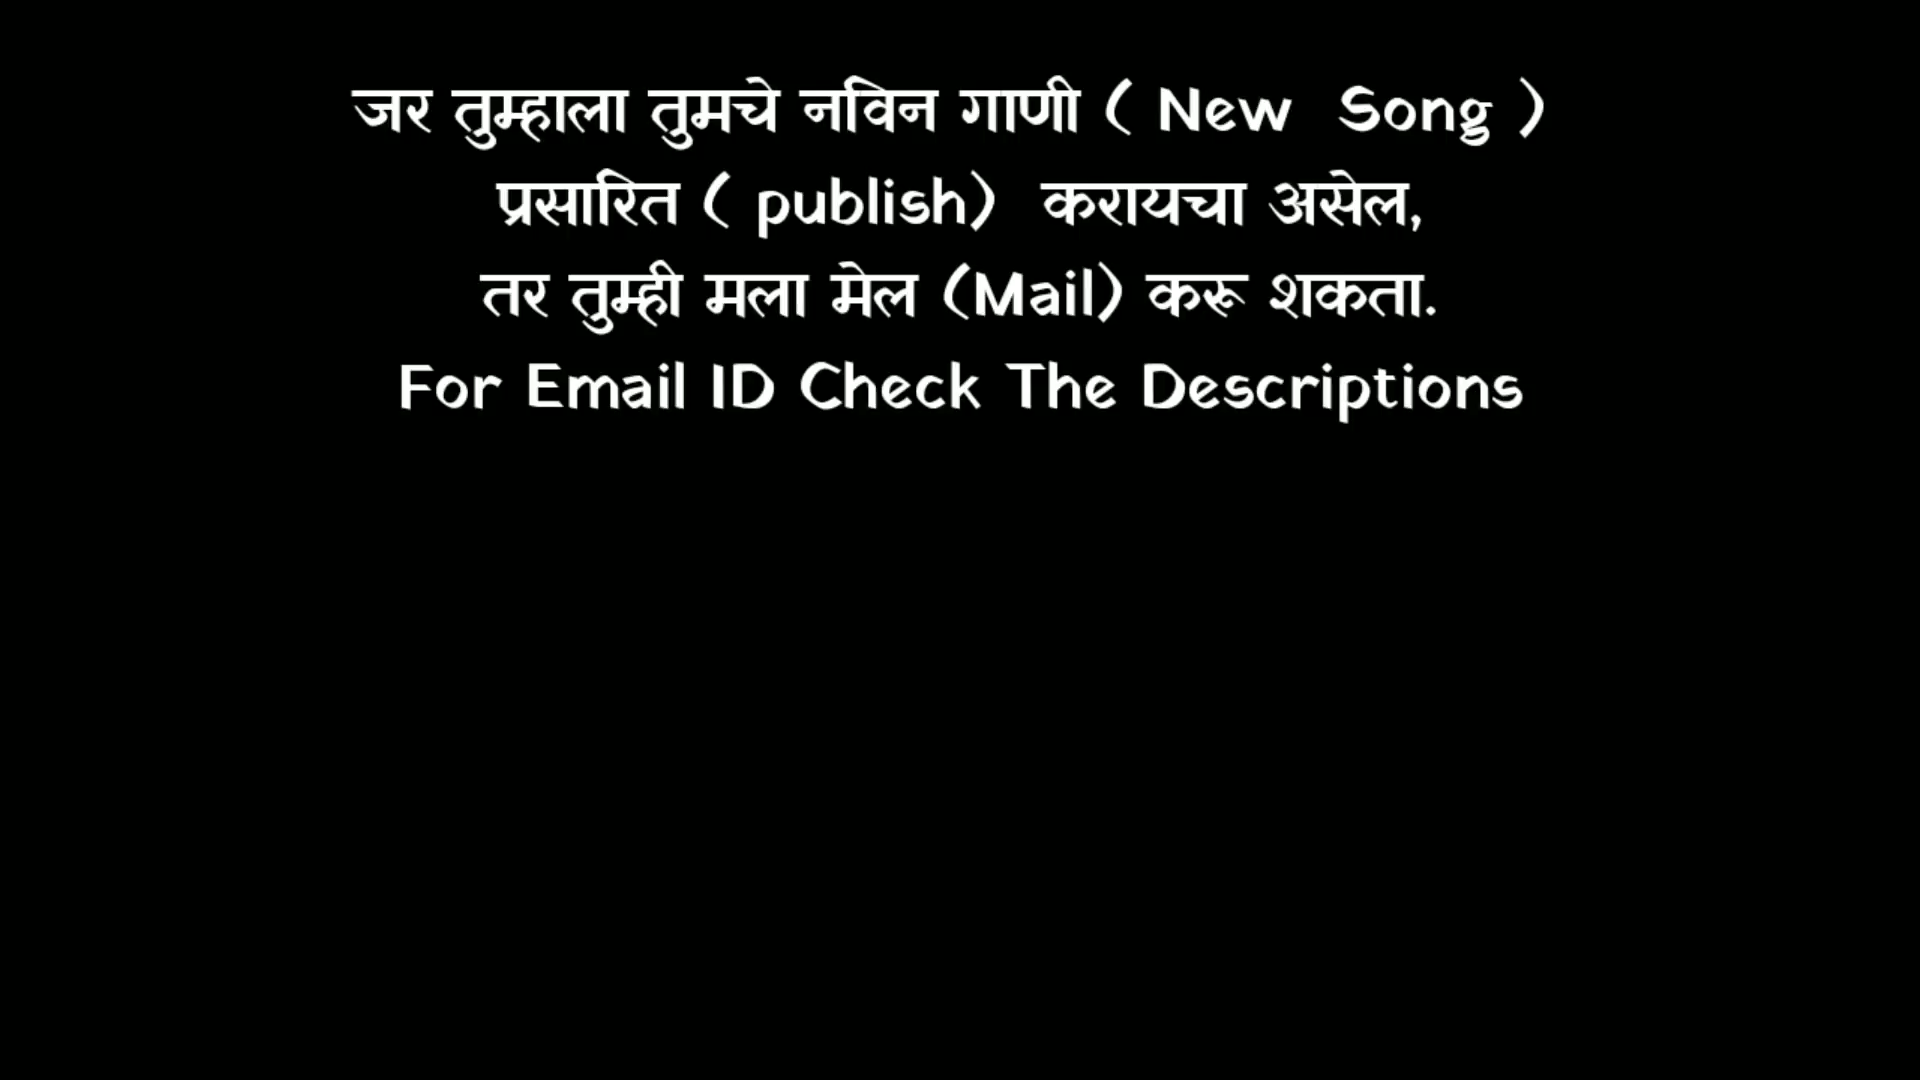 जर तुम्हाला तुमचे नविन गाणी ( New Song )
प्रसारित ( publish) करायचा असेल,
तर तुम्ही मला मेल (Mail) करू शकता.
For Email ID Check The Descriptions